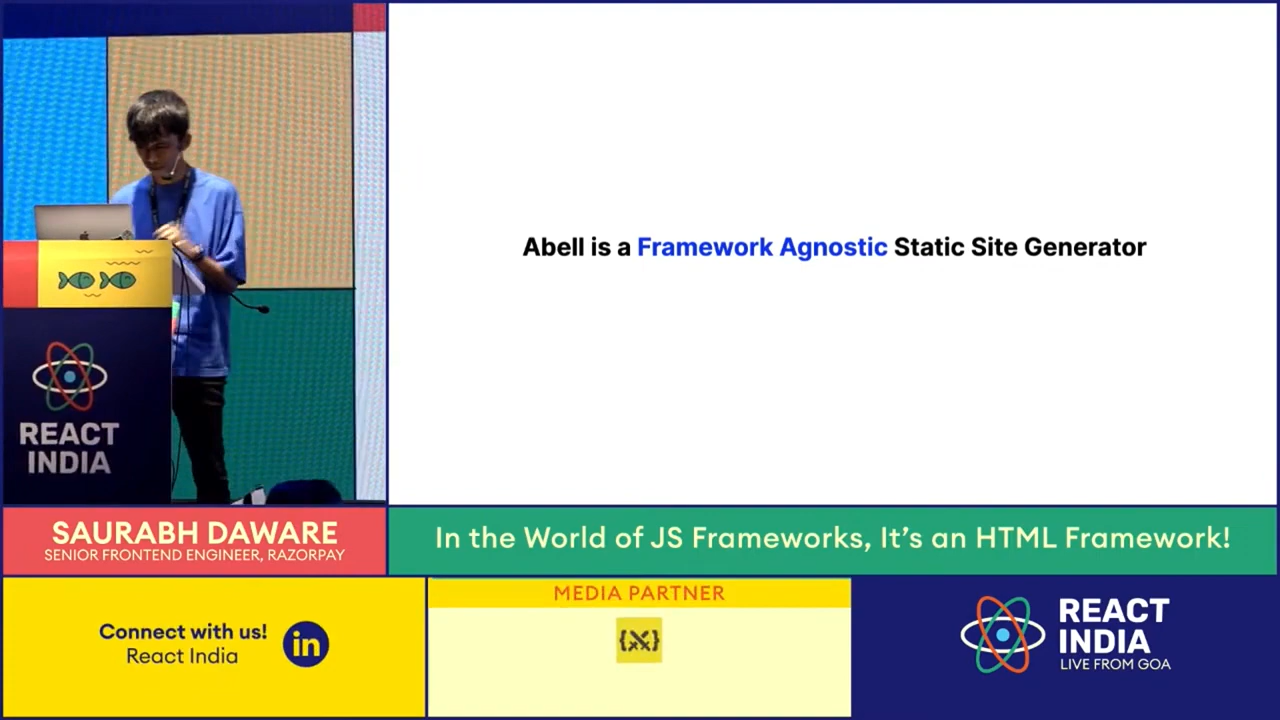 Abell is a Framework Agnostic Static Site Generator
REACT
INDIA
SAURABH DAWARE
SENIOR FRONTEND ENGINEER, RAZORPAY
In the World of JS Frameworks, It's an HTML Framework!
Connect with us!
React India
in
MEDIA PARTNER
{X}
REACT
INDIA
LIVE FROM GOA